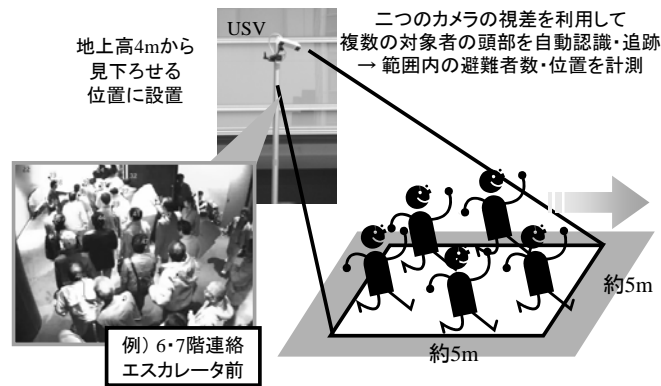 USV
地上高4mから
見下ろせる
位置に設置
二つのカメラの視差を利用して
複数の対象者の頭部を自動認識・追跡
→ 範囲内の避難者数・位置を計測
約5m
約5m
例) 6・7階連絡
エスカレータ前